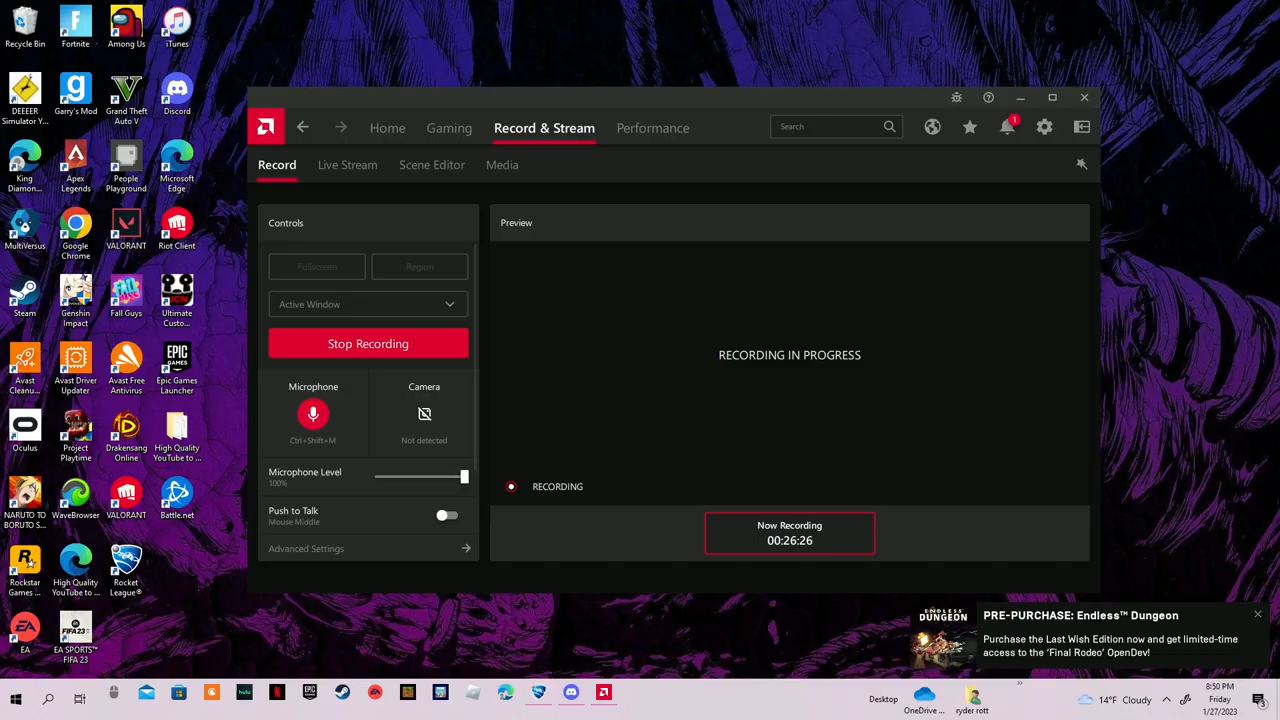 Recycle Bin
Fortnite
Among Us
iTunes
DEEEER
Simulator Y...
Garry's Mod
Grand Theft
Auto V
Discord
King
Diamon...
Apex
Legends
People
Playground
Microsoft
Edge
MultiVersus
Google
Chrome
VALORANT
Riot Client
Steam
Genshin
Impact
Fall Guys
Ultimate
Custo...
Avast
Cleanu...
Avast Driver
Updater
Avast Free
Antivirus
Epic Games
Launcher
Oculus
Project
Playtime
Drakensang
Online
High Quality
YouTube to ...
NARUTO TO
BORUTO S...
WaveBrowser
VALORANT
Battle.net
Rockstar
Games ...
High Quality
YouTube to ...
Rocket
League®
EA
EA SPORTS™
FIFA 23
Home
Gaming
Record & Stream
Performance
Search
1
Record
Live Stream
Scene Editor
Media
Controls
Fullscreen
Region
Active Window
Stop Recording
Microphone
Camera
Ctrl+Shift+M
Not detected
Microphone Level
100%
Push to Talk
Mouse Middle
Advanced Settings
Preview
RECORDING IN PROGRESS
RECORDING
Now Recording
00:26:26
ENDLESS
DUNGEON
PRE-PURCHASE: Endless™ Dungeon
Purchase the Last Wish Edition now and get limited-time
access to the 'Final Rodeo' OpenDev!
hulu
Desktop
OneDrive ...
ryder rott
14°F Cloudy
8:50 PM
Friday
1/27/2023
3